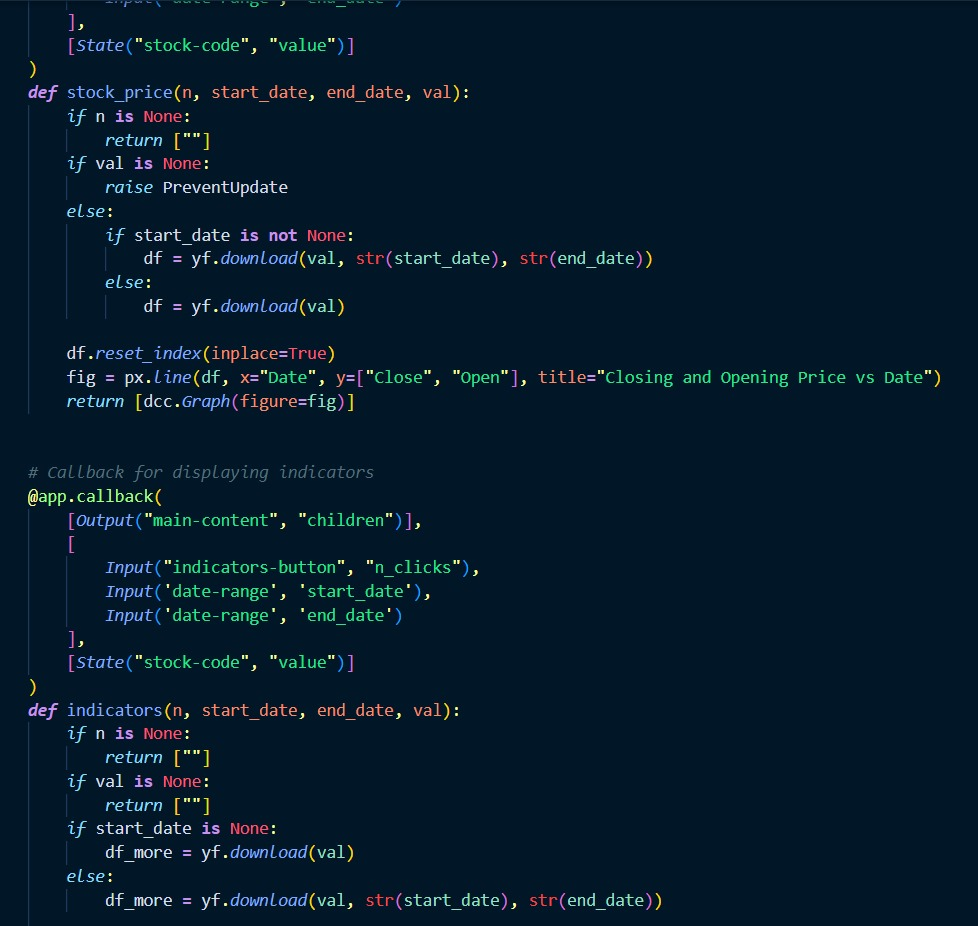 Input('date-range', 'end_date')
],
[State("stock-code", "value")]
)
def stock_price(n, start_date, end_date, val):
if n is None:
return [""]
if val is None:
raise PreventUpdate
else:
if start_date is not None:
df = yf.download(val, str(start_date), str(end_date))
else:
df = yf.download(val)
df.reset_index(inplace=True)
fig = px.line(df, x="Date", y=["Close", "Open"], title="Closing and Opening Price vs Date")
return [dcc.Graph(figure=fig)]
# Callback for displaying indicators
@app.callback(
[Output("main-content", "children")],
[
Input("indicators-button", "n_clicks"),
Input('date-range', 'start_date'),
Input('date-range', 'end_date')
],
[State("stock-code", "value")]
)
def indicators(n, start_date, end_date, val):
if n is None:
return [""]
if val is None:
return [""]
if start_date is None:
df_more = yf.download(val)
else:
df_more = yf.download(val, str(start_date), str(end_date))